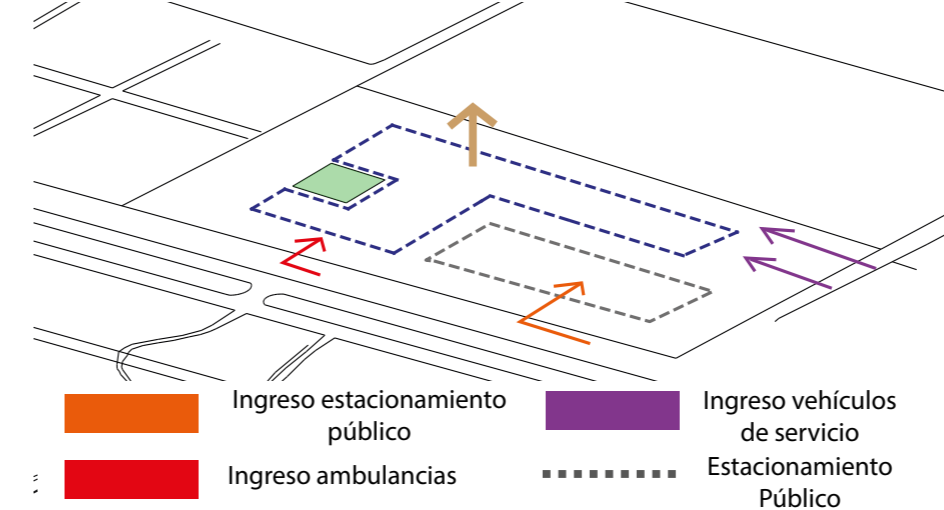 Ingreso estacionamiento
público
Ingreso vehículos
de servicio
Ingreso ambulancias
Estacionamiento
Público